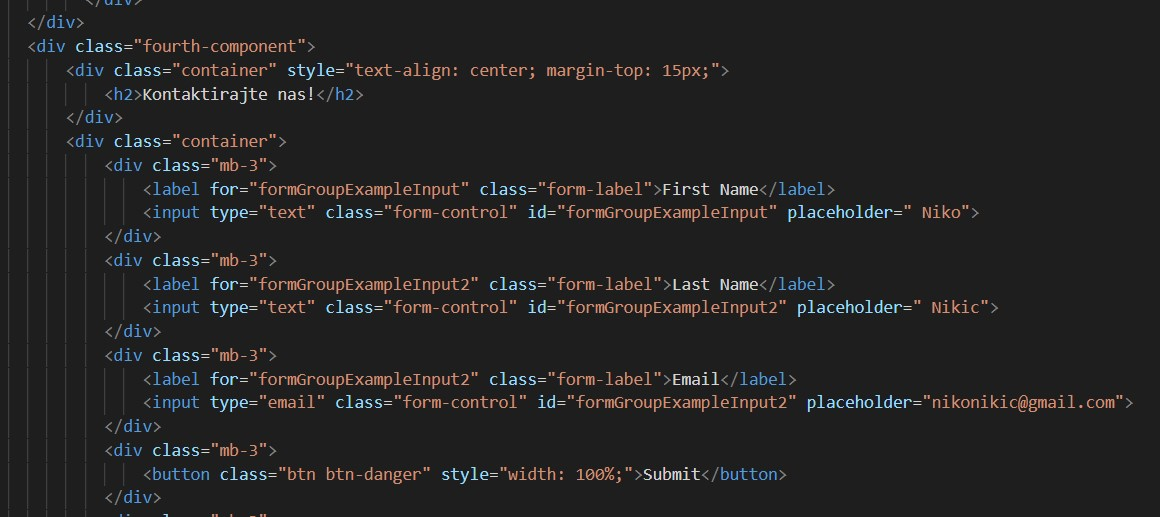 </div>
</div>
<div class="fourth-component">
<div class="container" style="text-align: center; margin-top: 15px;">
<h2>Kontaktirajte nas!</h2>
</div>
<div class="container">
<div class="mb-3">
<label for="formGroupExampleInput" class="form-label">First Name</label>
<input type="text" class="form-control" id="formGroupExampleInput" placeholder=" Niko">
</div>
<div class="mb-3">
<label for="formGroupExampleInput2" class="form-label">Last Name</label>
<input type="text" class="form-control" id="formGroupExampleInput2" placeholder=" Nikic">
</div>
<div class="mb-3">
<label for="formGroupExampleInput2" class="form-label">Email</label>
<input type="email" class="form-control" id="formGroupExampleInput2" placeholder="nikonikic@gmail.com">
</div>
<div class="mb-3">
<button class="btn btn-danger" style="width: 100%;">Submit</button>
</div>